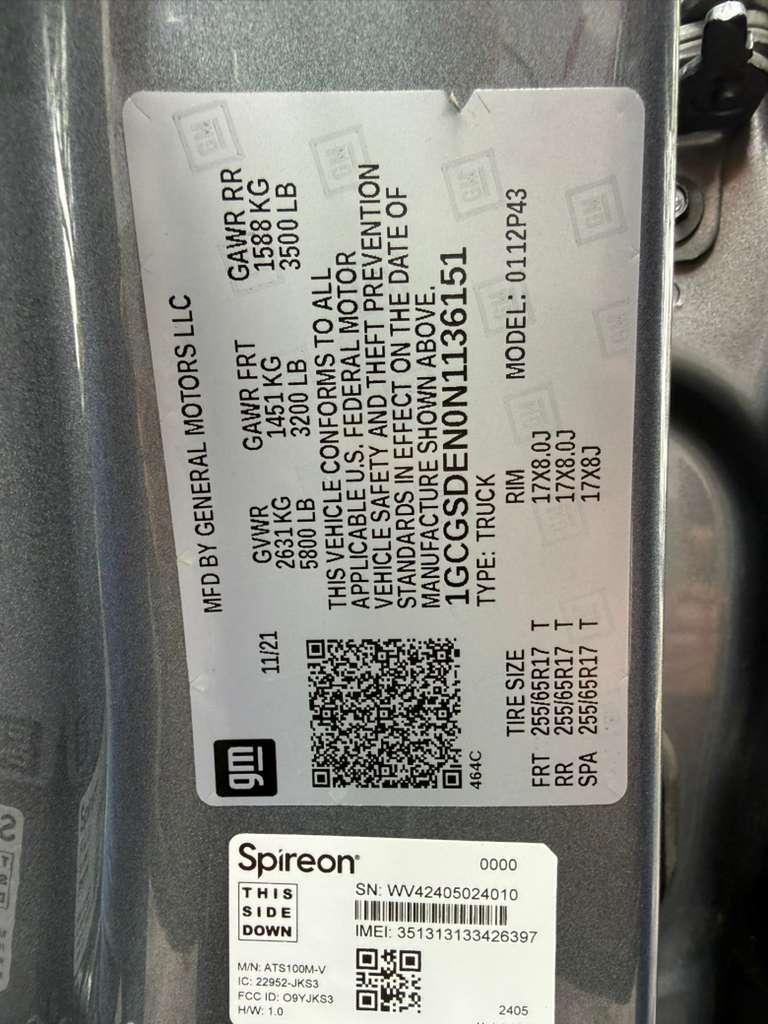 MFD BY GENERAL MOTORS LLC
11/21
GVWR GAWR FRT GAWR RR
2631KG 1451 KG 1588 KG
5800 LB 3200 LB 3500 LB
THIS VEHICLE CONFORMS TO ALL
APPLICABLE U.S. FEDERAL MOTOR
VEHICLE SAFETY AND THEFT PREVENTION
STANDARDS IN EFFECT ON THE DATE OF
MANUFACTURE SHOWN ABOVE.
1GCGSDEN0N1136151
TYPE: TRUCK MODEL: 0112P43
gm
464C
TIRE SIZE RIM
FRT 255/65R17 T 17X8.0J
RR 255/65R17 T 17X8.0J
SPA 255/65R17 T 17X8J
Spireon®
0000
THIS
SIDE
DOWN
SN: WV42405024010
IMEI: 351313133426397
M/N: ATS100M-V
IC: 22952-JKS3
FCC ID: O9YJKS3
H/W: 1.0
2405